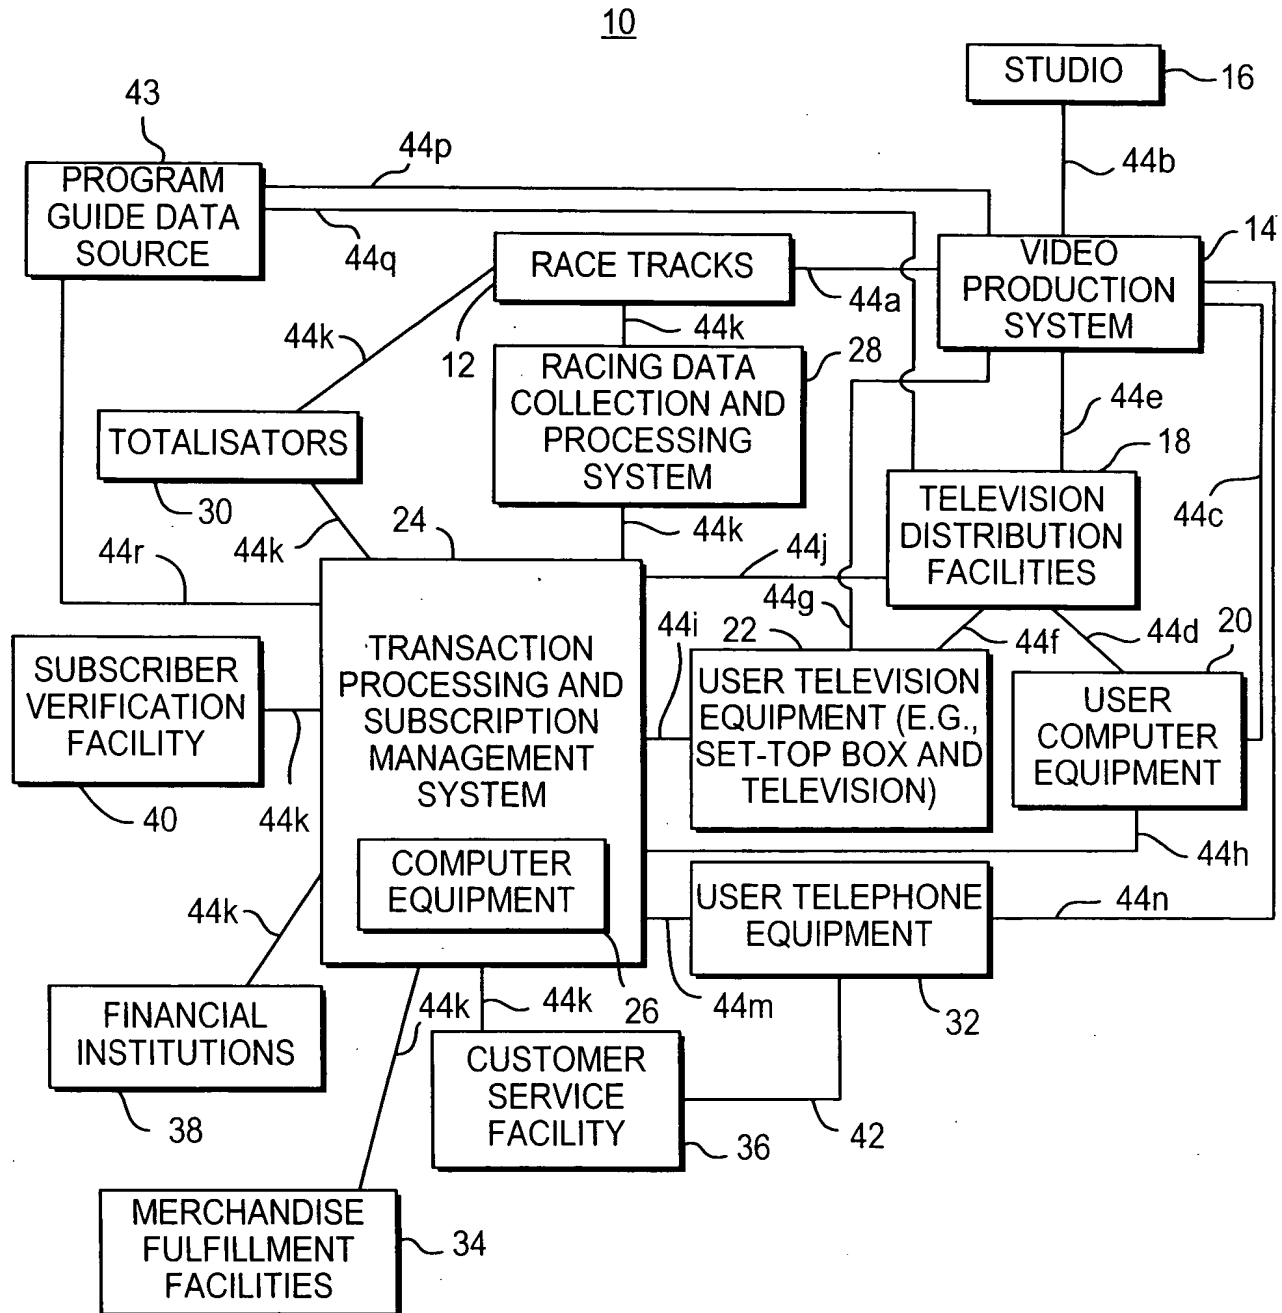 10
STUDIO
16
43
44p
44b
PROGRAM
GUIDE DATA
SOURCE
44q
RACE TRACKS
44a
VIDEO
PRODUCTION
SYSTEM
14
44k
12
44k
RACING DATA
COLLECTION AND
PROCESSING
SYSTEM
28
44e
TOTALISATORS
30
18
44c
44k
24
44k
TELEVISION
DISTRIBUTION
FACILITIES
44r
44j
44g
44i
22
44f
44d
20
SUBSCRIBER
VERIFICATION
FACILITY
40
44k
TRANSACTION
PROCESSING AND
SUBSCRIPTION
MANAGEMENT
SYSTEM
USER TELEVISION
EQUIPMENT (E.G.,
SET-TOP BOX AND
TELEVISION)
USER
COMPUTER
EQUIPMENT
44h
COMPUTER
EQUIPMENT
26
USER TELEPHONE
EQUIPMENT
44n
44k
44m
32
FINANCIAL
INSTITUTIONS
38
44k
44k
CUSTOMER
SERVICE
FACILITY
36
42
MERCHANDISE
FULFILLMENT
FACILITIES
34